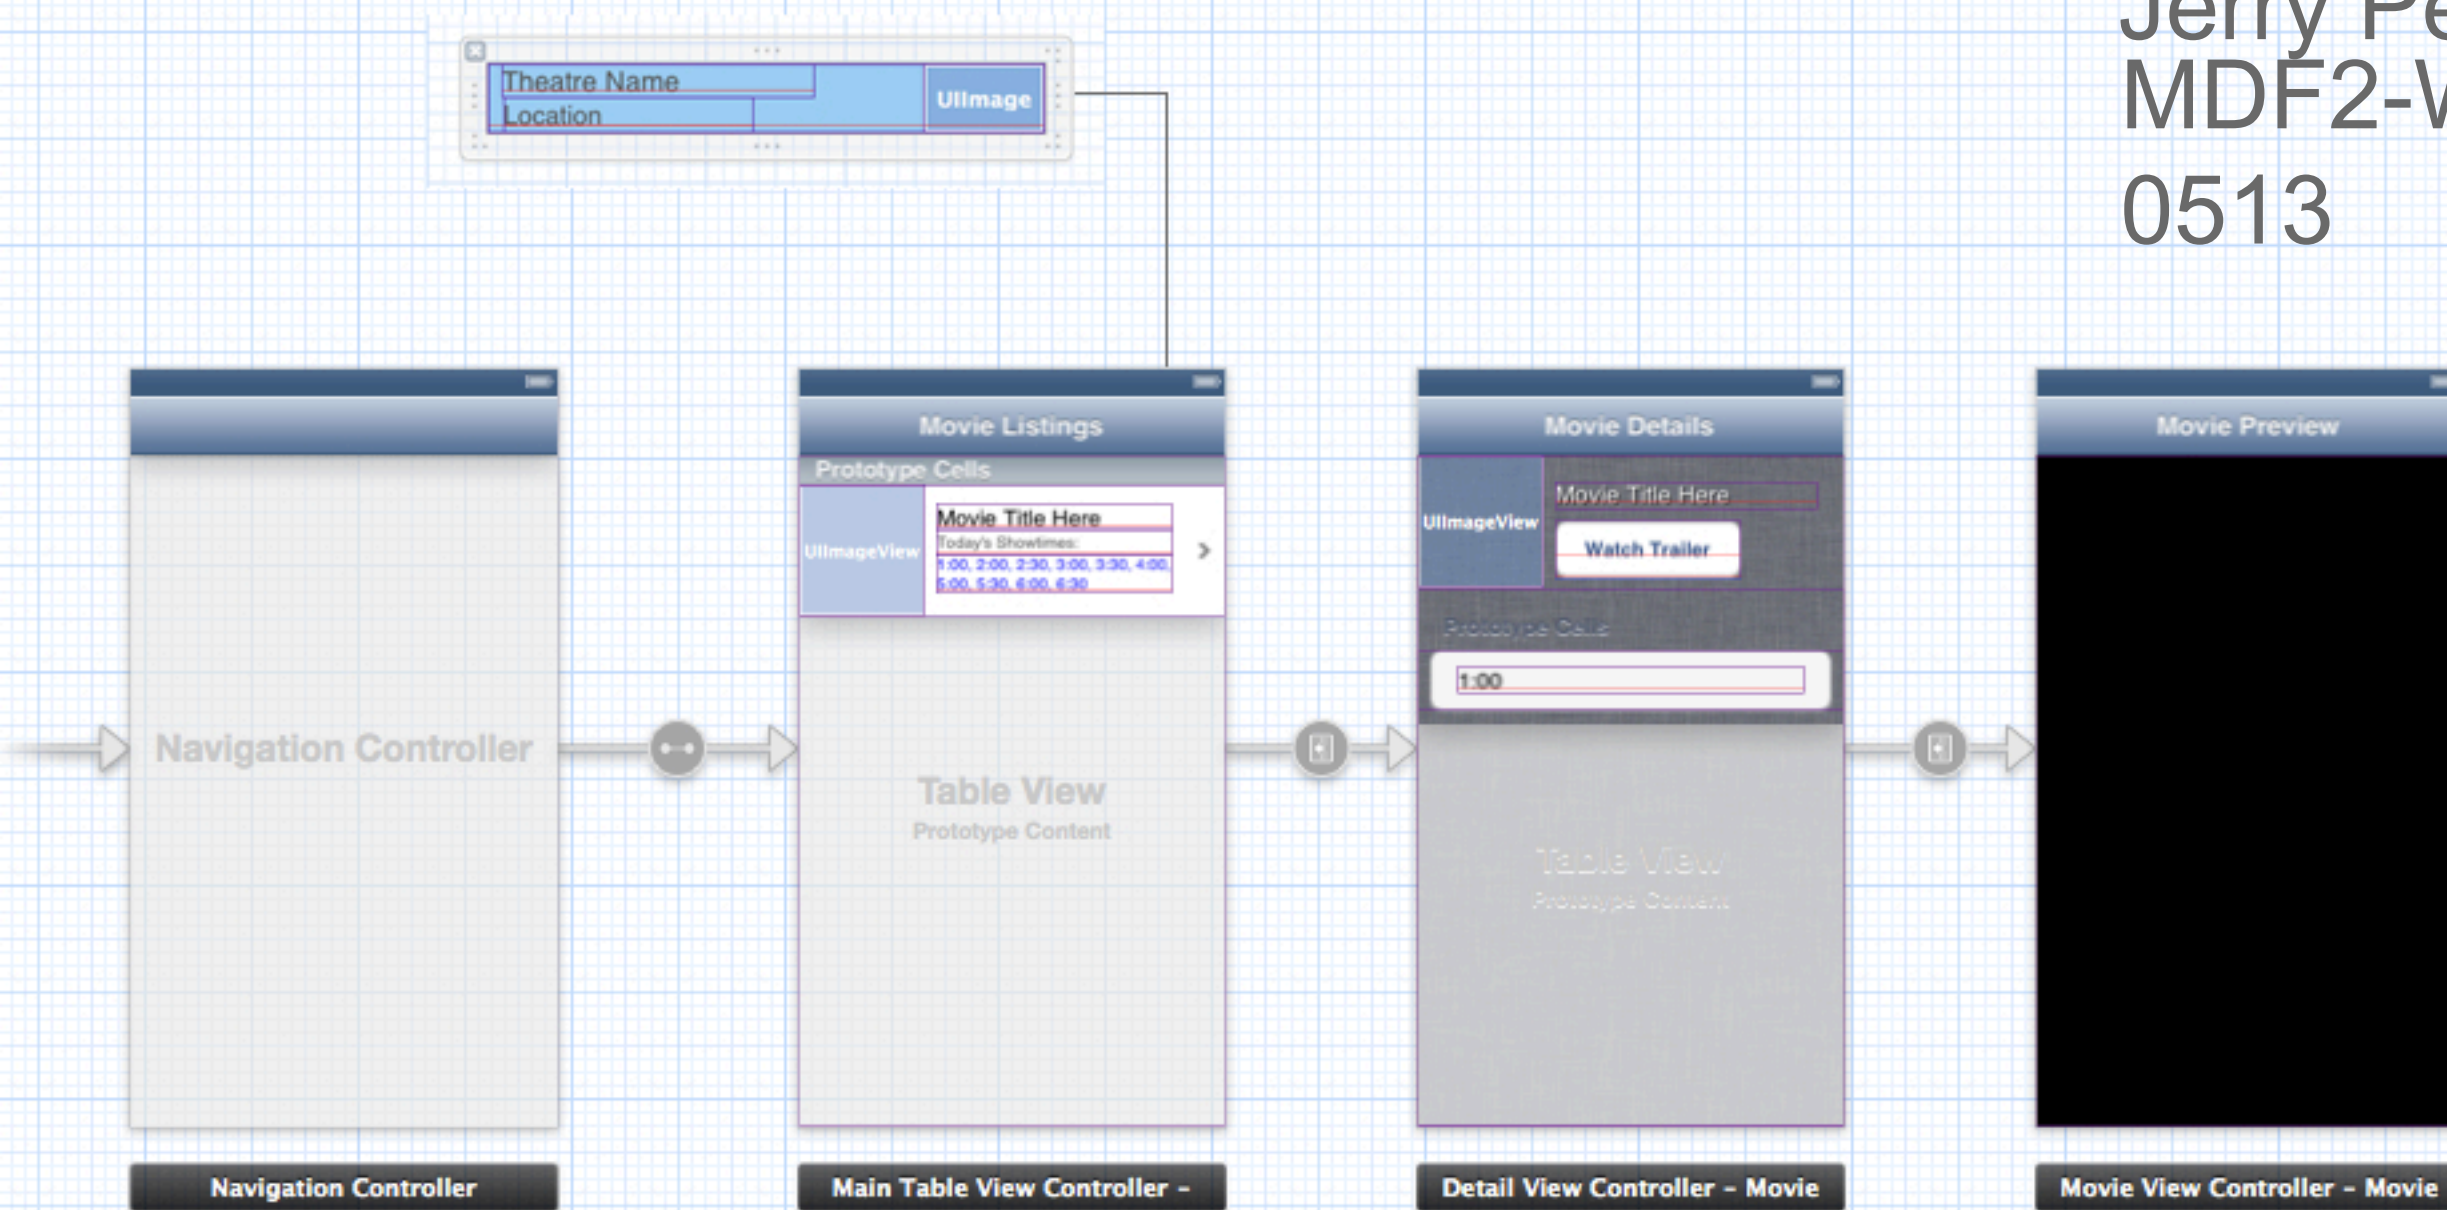 Jerry Pe
MDF2-W
0513
Theatre Name
Location
UIImage
Navigation Controller
Navigation Controller
Movie Listings
Prototype Cells
UIImageView
Movie Title Here
Today's Showtimes:
1:00, 2:00, 2:30, 3:00, 3:30, 4:00,
5:00, 5:30, 6:00, 6:30
Table View
Prototype Content
Main Table View Controller -
Movie Details
UIImageView
Movie Title Here
Watch Trailer
Prototype Cells
1:00
Table View
Prototype Content
Detail View Controller - Movie
Movie Preview
Movie View Controller - Movie